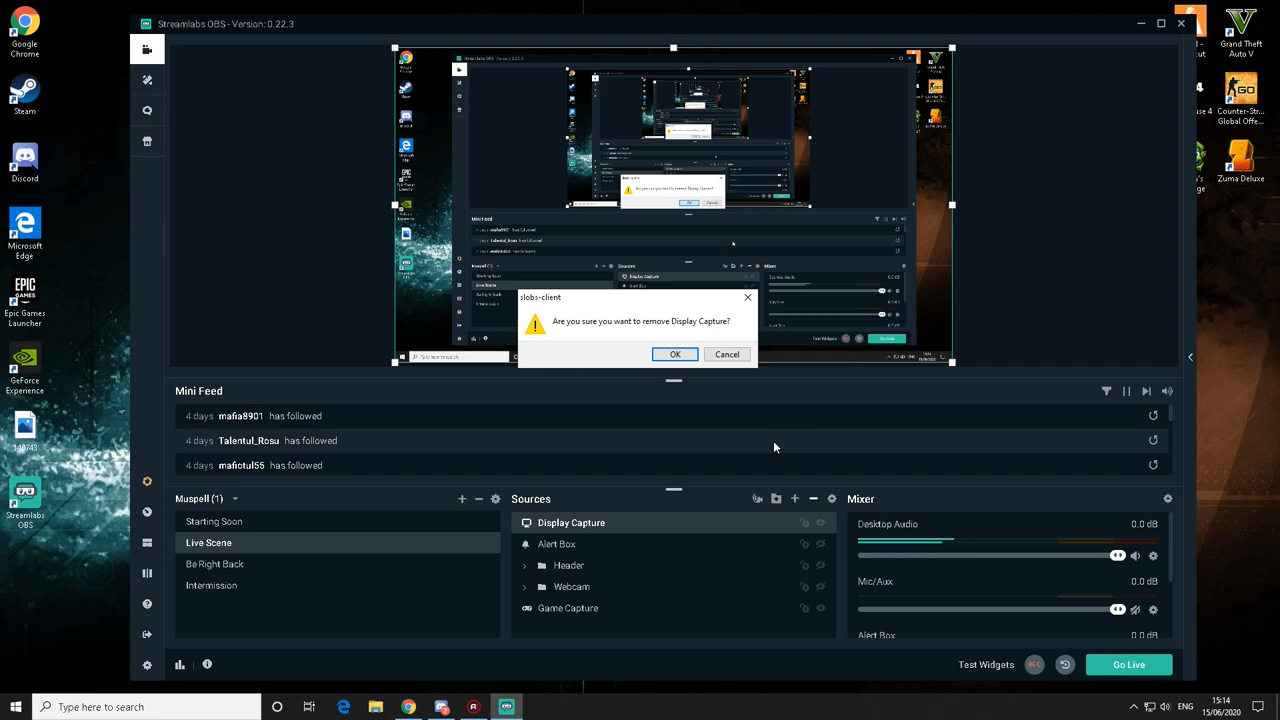 Streamlabs OBS - Version: 0.22.3
Google
Chrome
Steam
Discord
Microsoft
Edge
Epic Games
Launcher
GeForce
Experience
140743
Streamlabs
OBS
Grand Theft
Auto V
Counter-Str...
Global Offe...
Zuma Deluxe
slobs-client
Are you sure you want to remove Display Capture?
OK
Cancel
Mini Feed
4 days mafia8901 has followed
4 days Talentul_Rosu has followed
4 days mafiotul55 has followed
Muspell (1)
Starting Soon
Live Scene
Be Right Back
Intermission
Sources
Display Capture
Alert Box
Header
Webcam
Game Capture
Mixer
Desktop Audio 0.0 dB
Mic/Aux 0.0 dB
Alert Box 0.0 dB
Test Widgets
REC
Go Live
Type here to search
ENG
15:14
15/06/2020